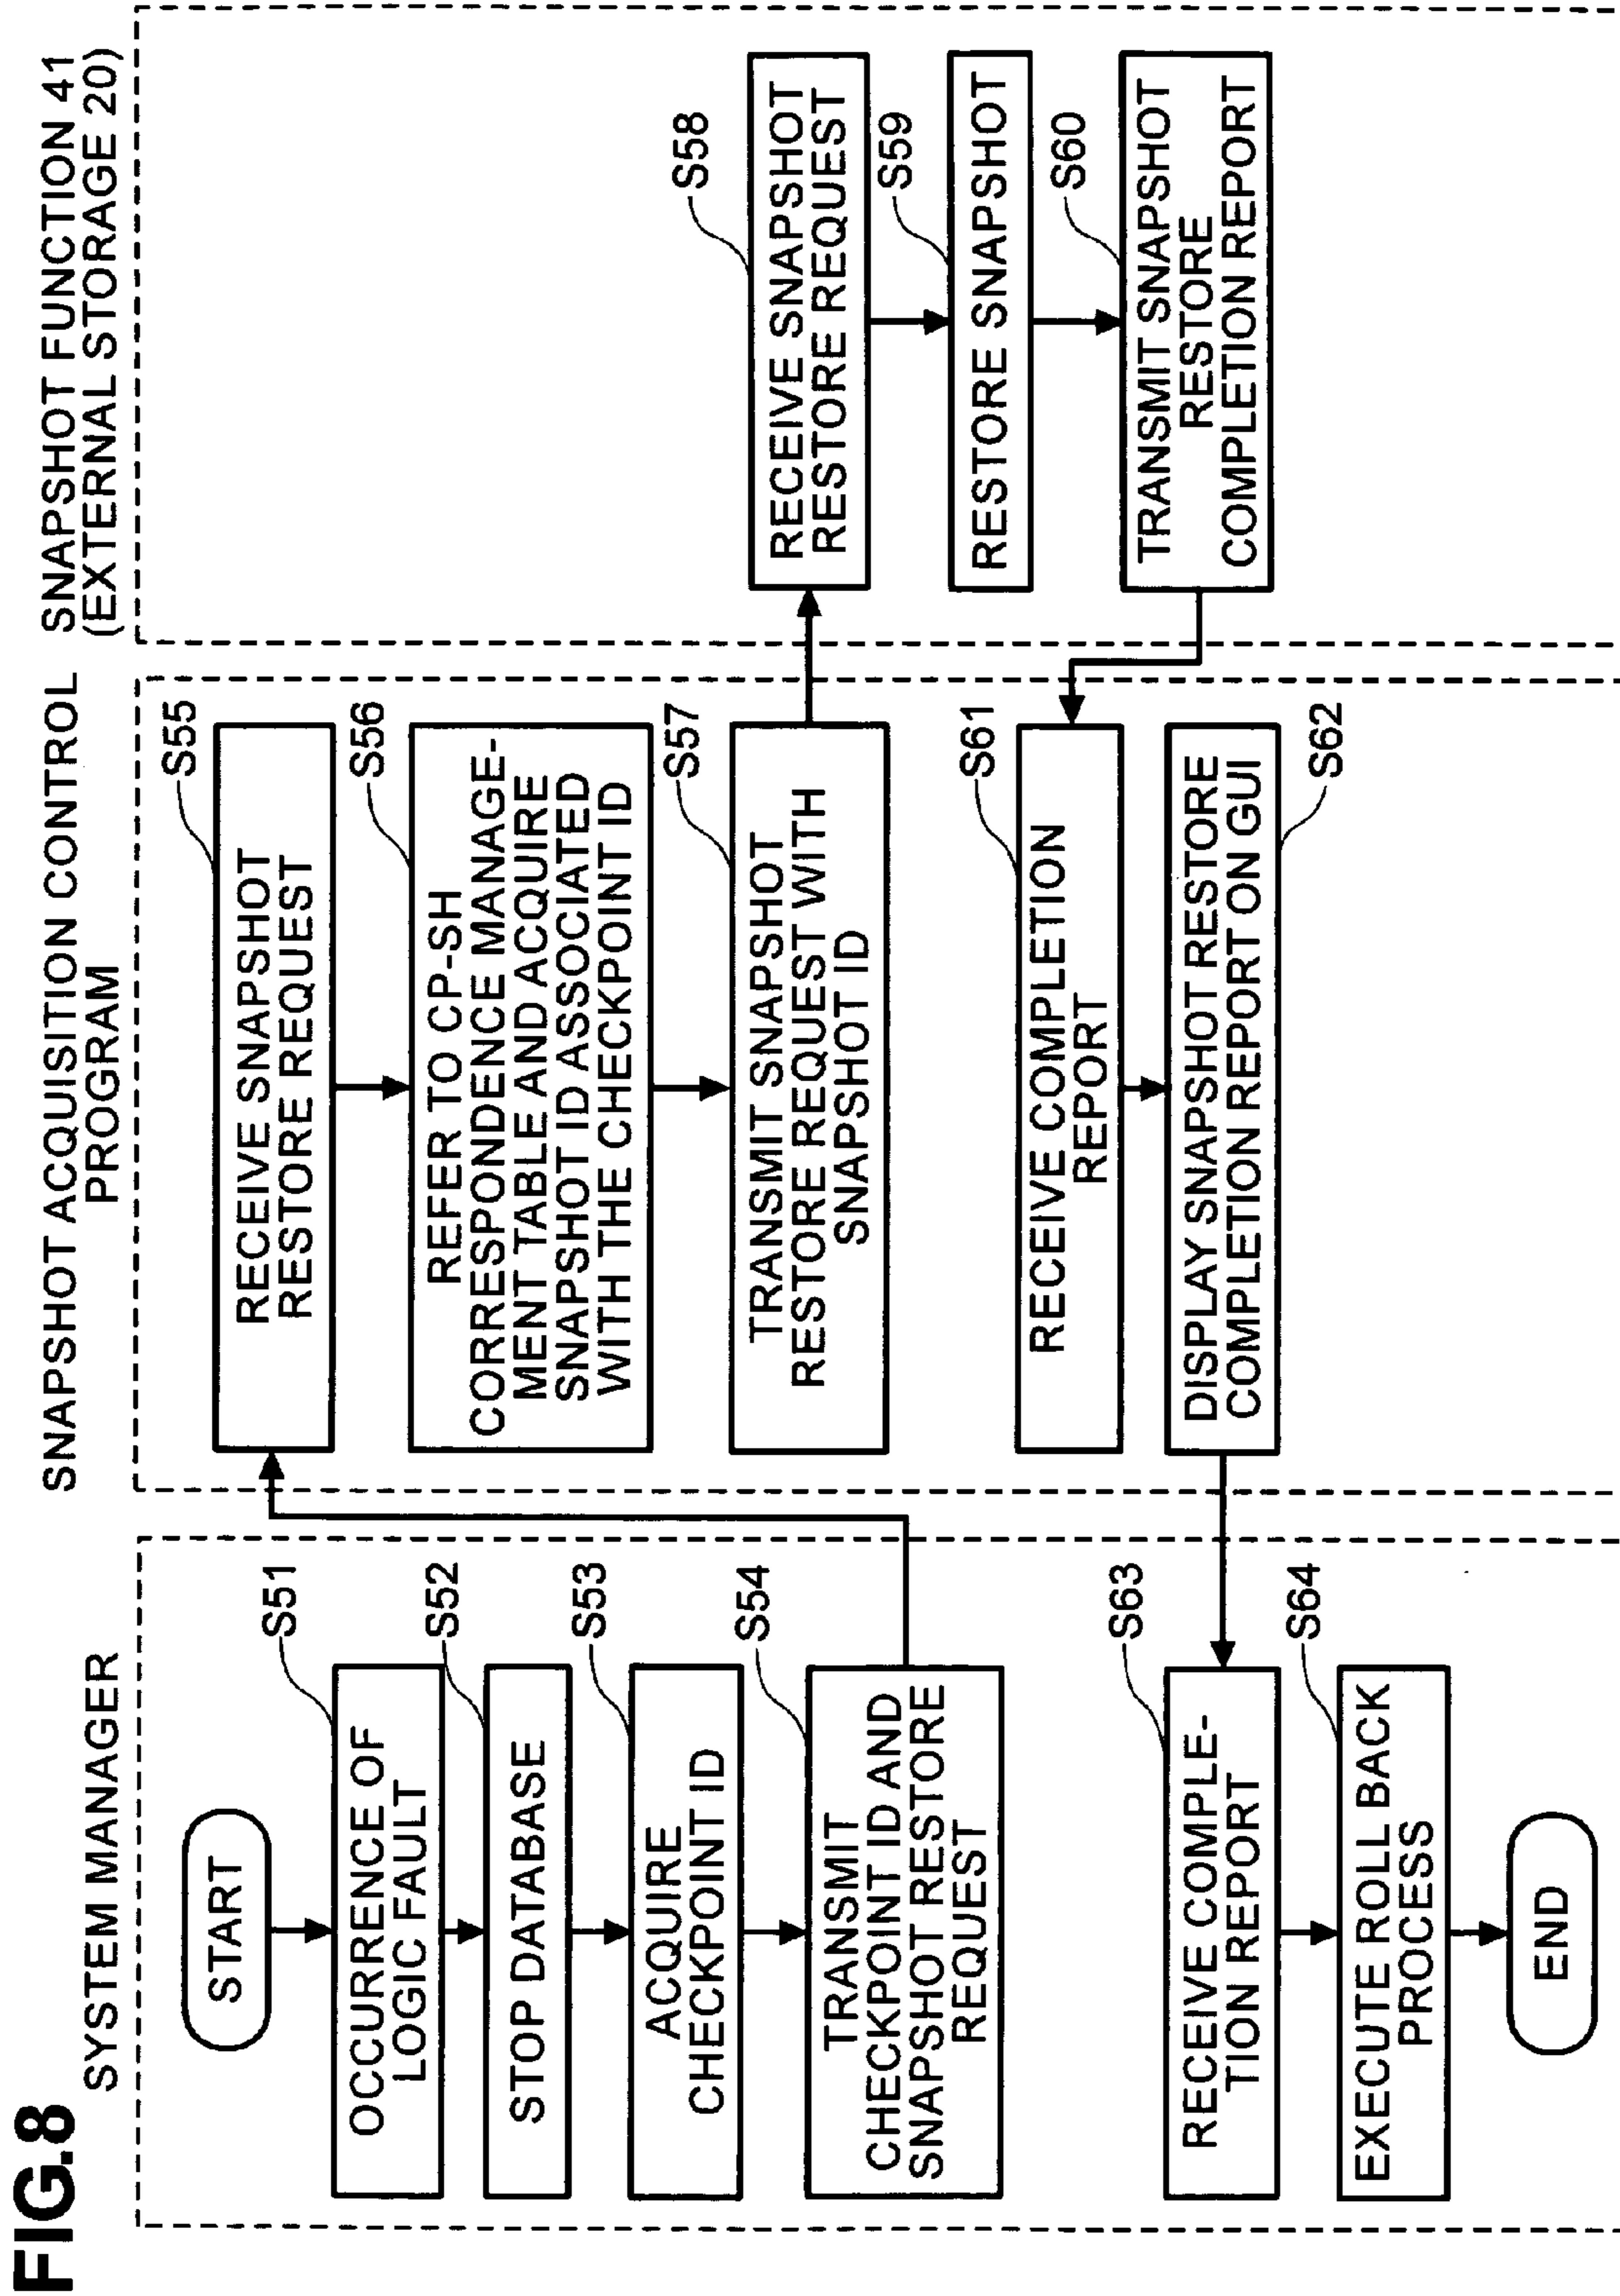 FIG.8
SYSTEM MANAGER
START
S51
OCCURRENCE OF
LOGIC FAULT
S52
STOP DATABASE
S53
ACQUIRE
CHECKPOINT ID
S54
TRANSMIT
CHECKPOINT ID AND
SNAPSHOT RESTORE
REQUEST
S63
RECEIVE COMPLE-
TION REPORT
S64
EXECUTE ROLL BACK
PROCESS
END
SNAPSHOT ACQUISITION CONTROL
PROGRAM
S55
RECEIVE SNAPSHOT
RESTORE REQUEST
S56
REFER TO CP-SH
CORRESPONDENCE MANAGE-
MENT TABLE AND ACQUIRE
SNAPSHOT ID ASSOCIATED
WITH THE CHECKPOINT ID
S57
TRANSMIT SNAPSHOT
RESTORE REQUEST WITH
SNAPSHOT ID
S61
RECEIVE COMPLETION
REPORT
DISPLAY SNAPSHOT RESTORE
COMPLETION REPORT ON GUI
S62
SNAPSHOT FUNCTION 41
(EXTERNAL STORAGE 20)
S58
RECEIVE SNAPSHOT
RESTORE REQUEST
S59
RESTORE SNAPSHOT
S60
TRANSMIT SNAPSHOT
RESTORE
COMPLETION REPORT